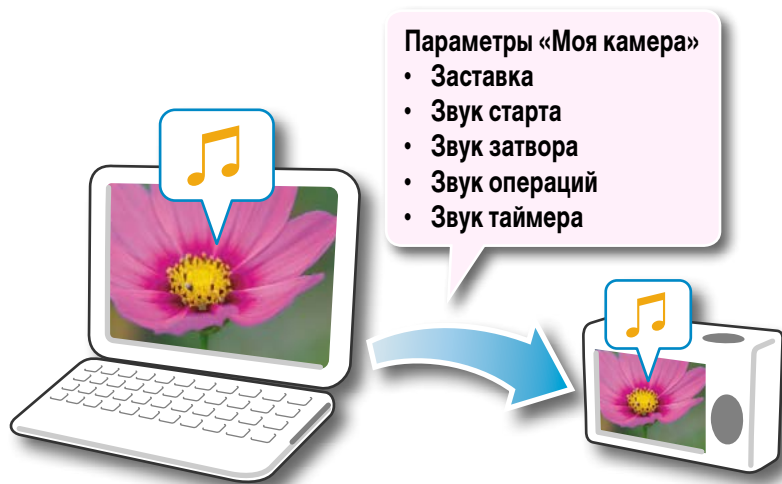 Параметры «Моя камера»
• Заставка
• Звук старта
• Звук затвора
• Звук операций
• Звук таймера